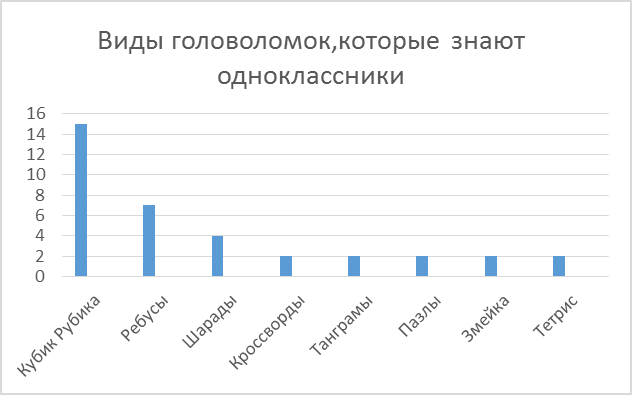 Виды головоломок,которые знают
одноклассники
16
14
12
10
8
6
4
2
0
Кубик Рубика
Ребусы
Шарады
Кроссворды
Танграмы
Пазлы
Змейка
Тетрис